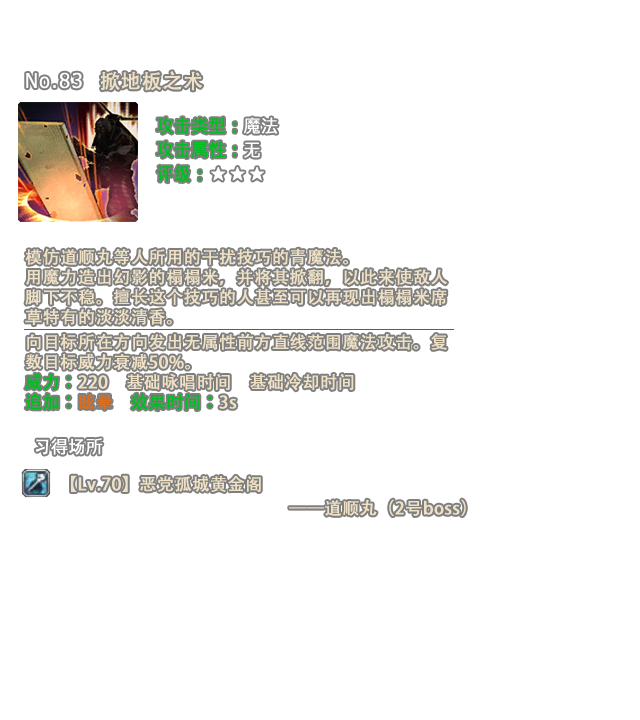 No.83 掀地板之术
攻击类型：魔法
攻击属性：无
评级：☆☆☆
模仿道顺丸等人所用的干扰技巧的青魔法。
用魔力造出幻影的榻榻米，并将其掀翻，以此来使敌人
脚下不稳。擅长这个技巧的人甚至可以再现出榻榻米席
草特有的淡淡清香。
向目标所在方向发出无属性前方直线范围魔法攻击。复
数目标威力衰减50%。
威力：220 基础咏唱时间 基础冷却时间
追加：眩晕 效果时间：3s
习得场所
【Lv.70】恶党孤城黄金阁
——道顺丸（2号boss）